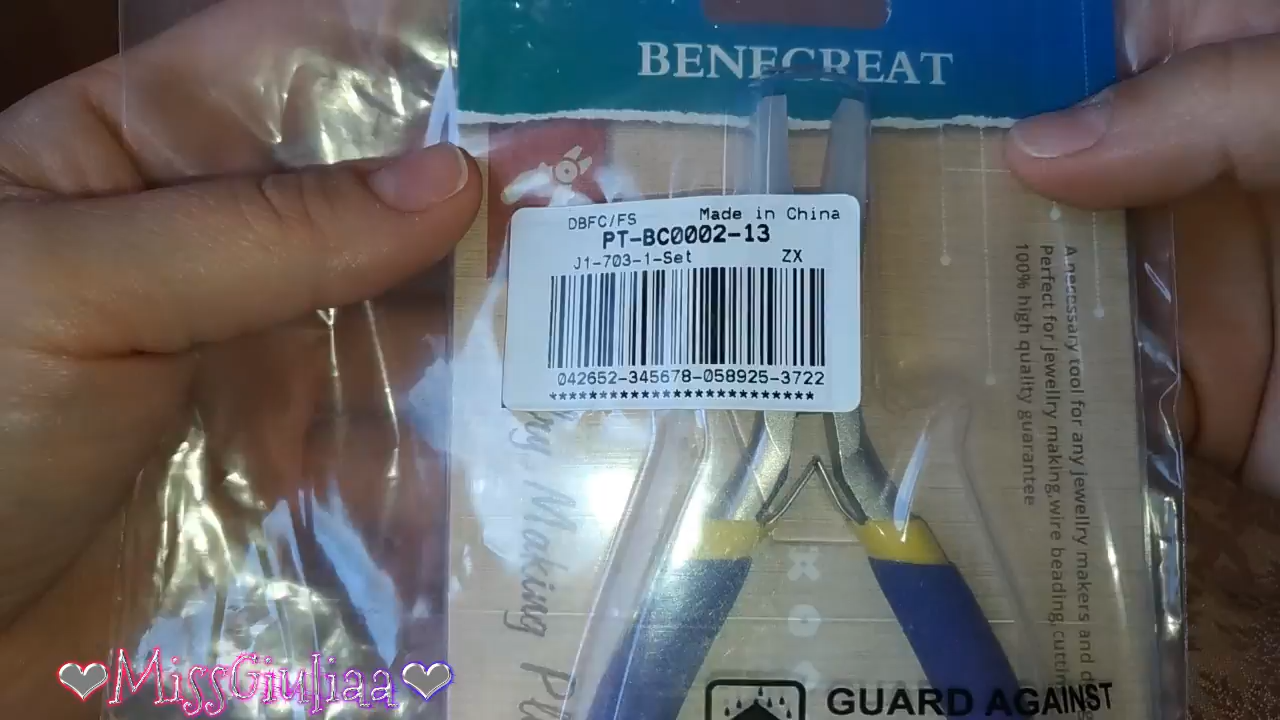 BENECREAT
DBFC/FS Made in China
PT-BC0002-13
J1-703-1-Set ZX
042652-345678-058925-3722
***********************
A necessary tool for any jewellry makers and
Perfect for jewellry making,wire beading,
100% high quality guarantee
Making
GUARD AGAINST
❤MissGiuliaa❤